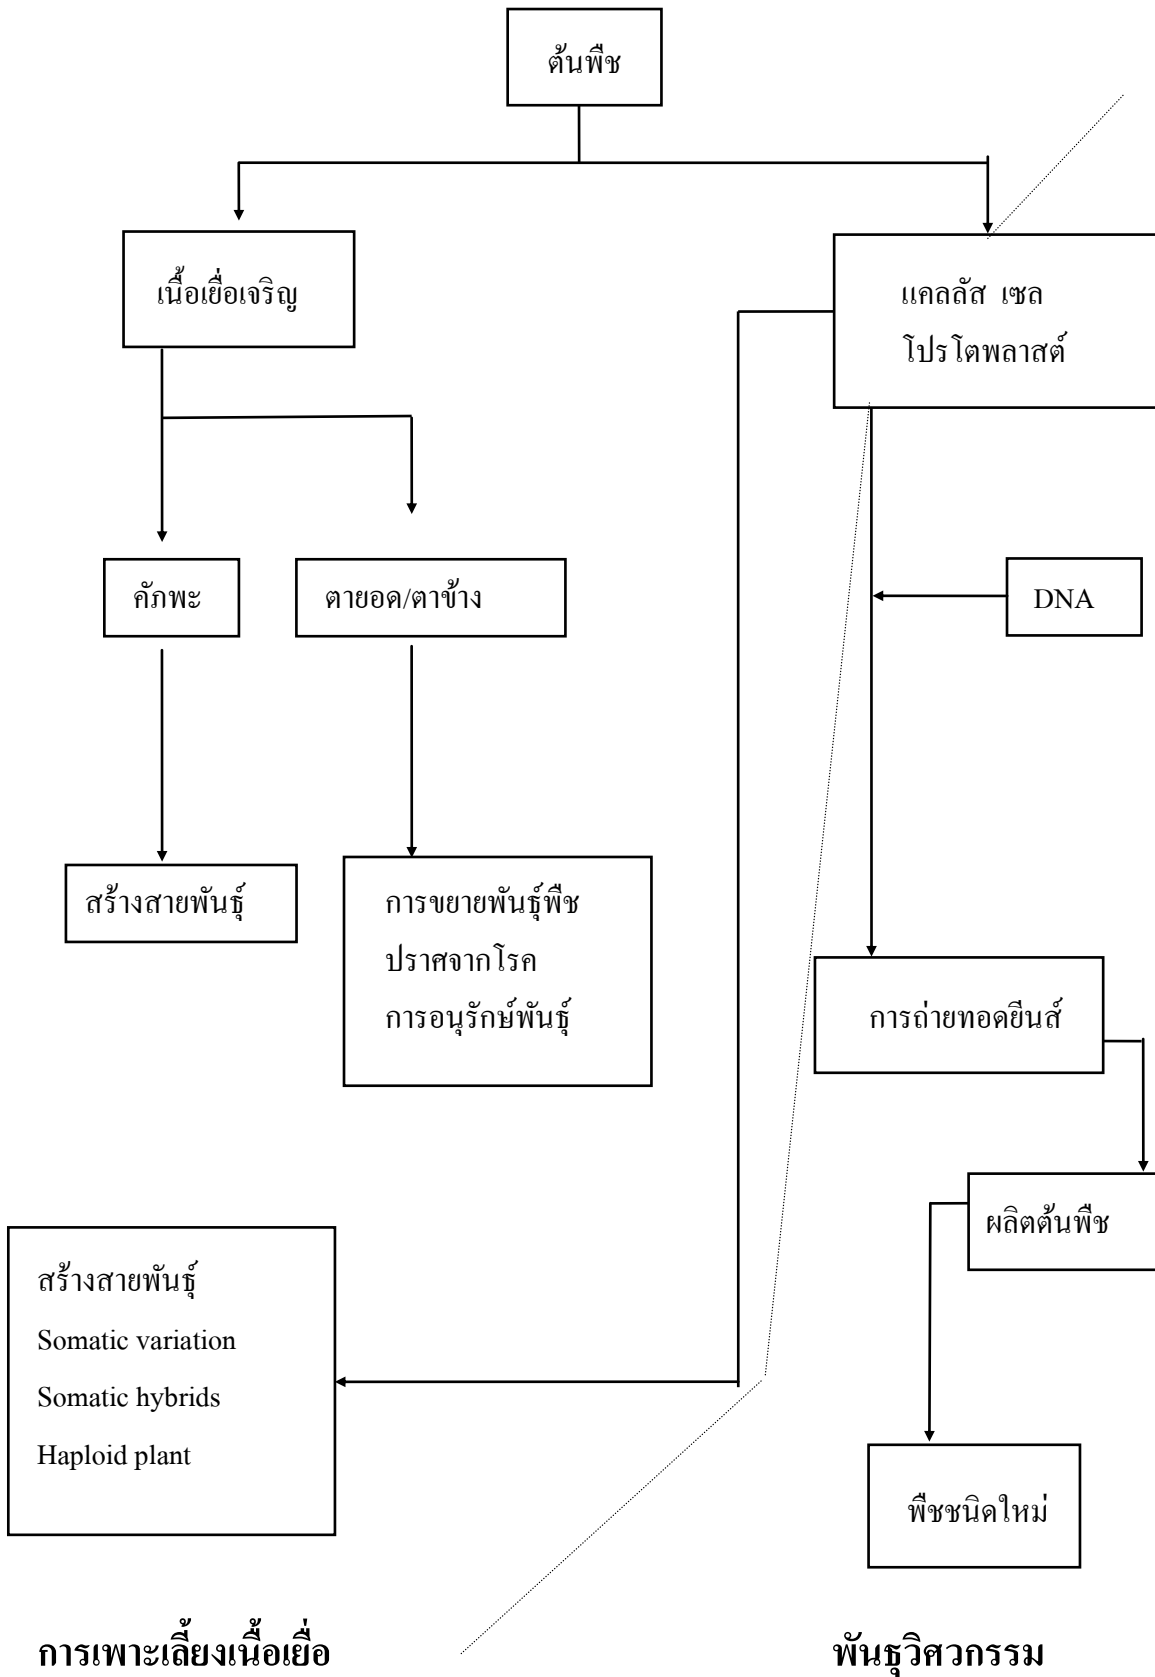 ต้นพืช
เนื้อเยื่อเจริญ
แคลลัส เซล
โปรโตพลาสต์
คัภพะ
ตายอด/ตาข้าง
DNA
สร้างสายพันธุ์
การขยายพันธุ์พืช
ปราศจากโรค
การอนุรักษ์พันธุ์
การถ่ายทอดยีนส์
ผลิตต้นพืช
สร้างสายพันธุ์
Somatic variation
Somatic hybrids
Haploid plant
พืชชนิดใหม่
การเพาะเลี้ยงเนื้อเยื่อ
พันธุวิศวกรรม